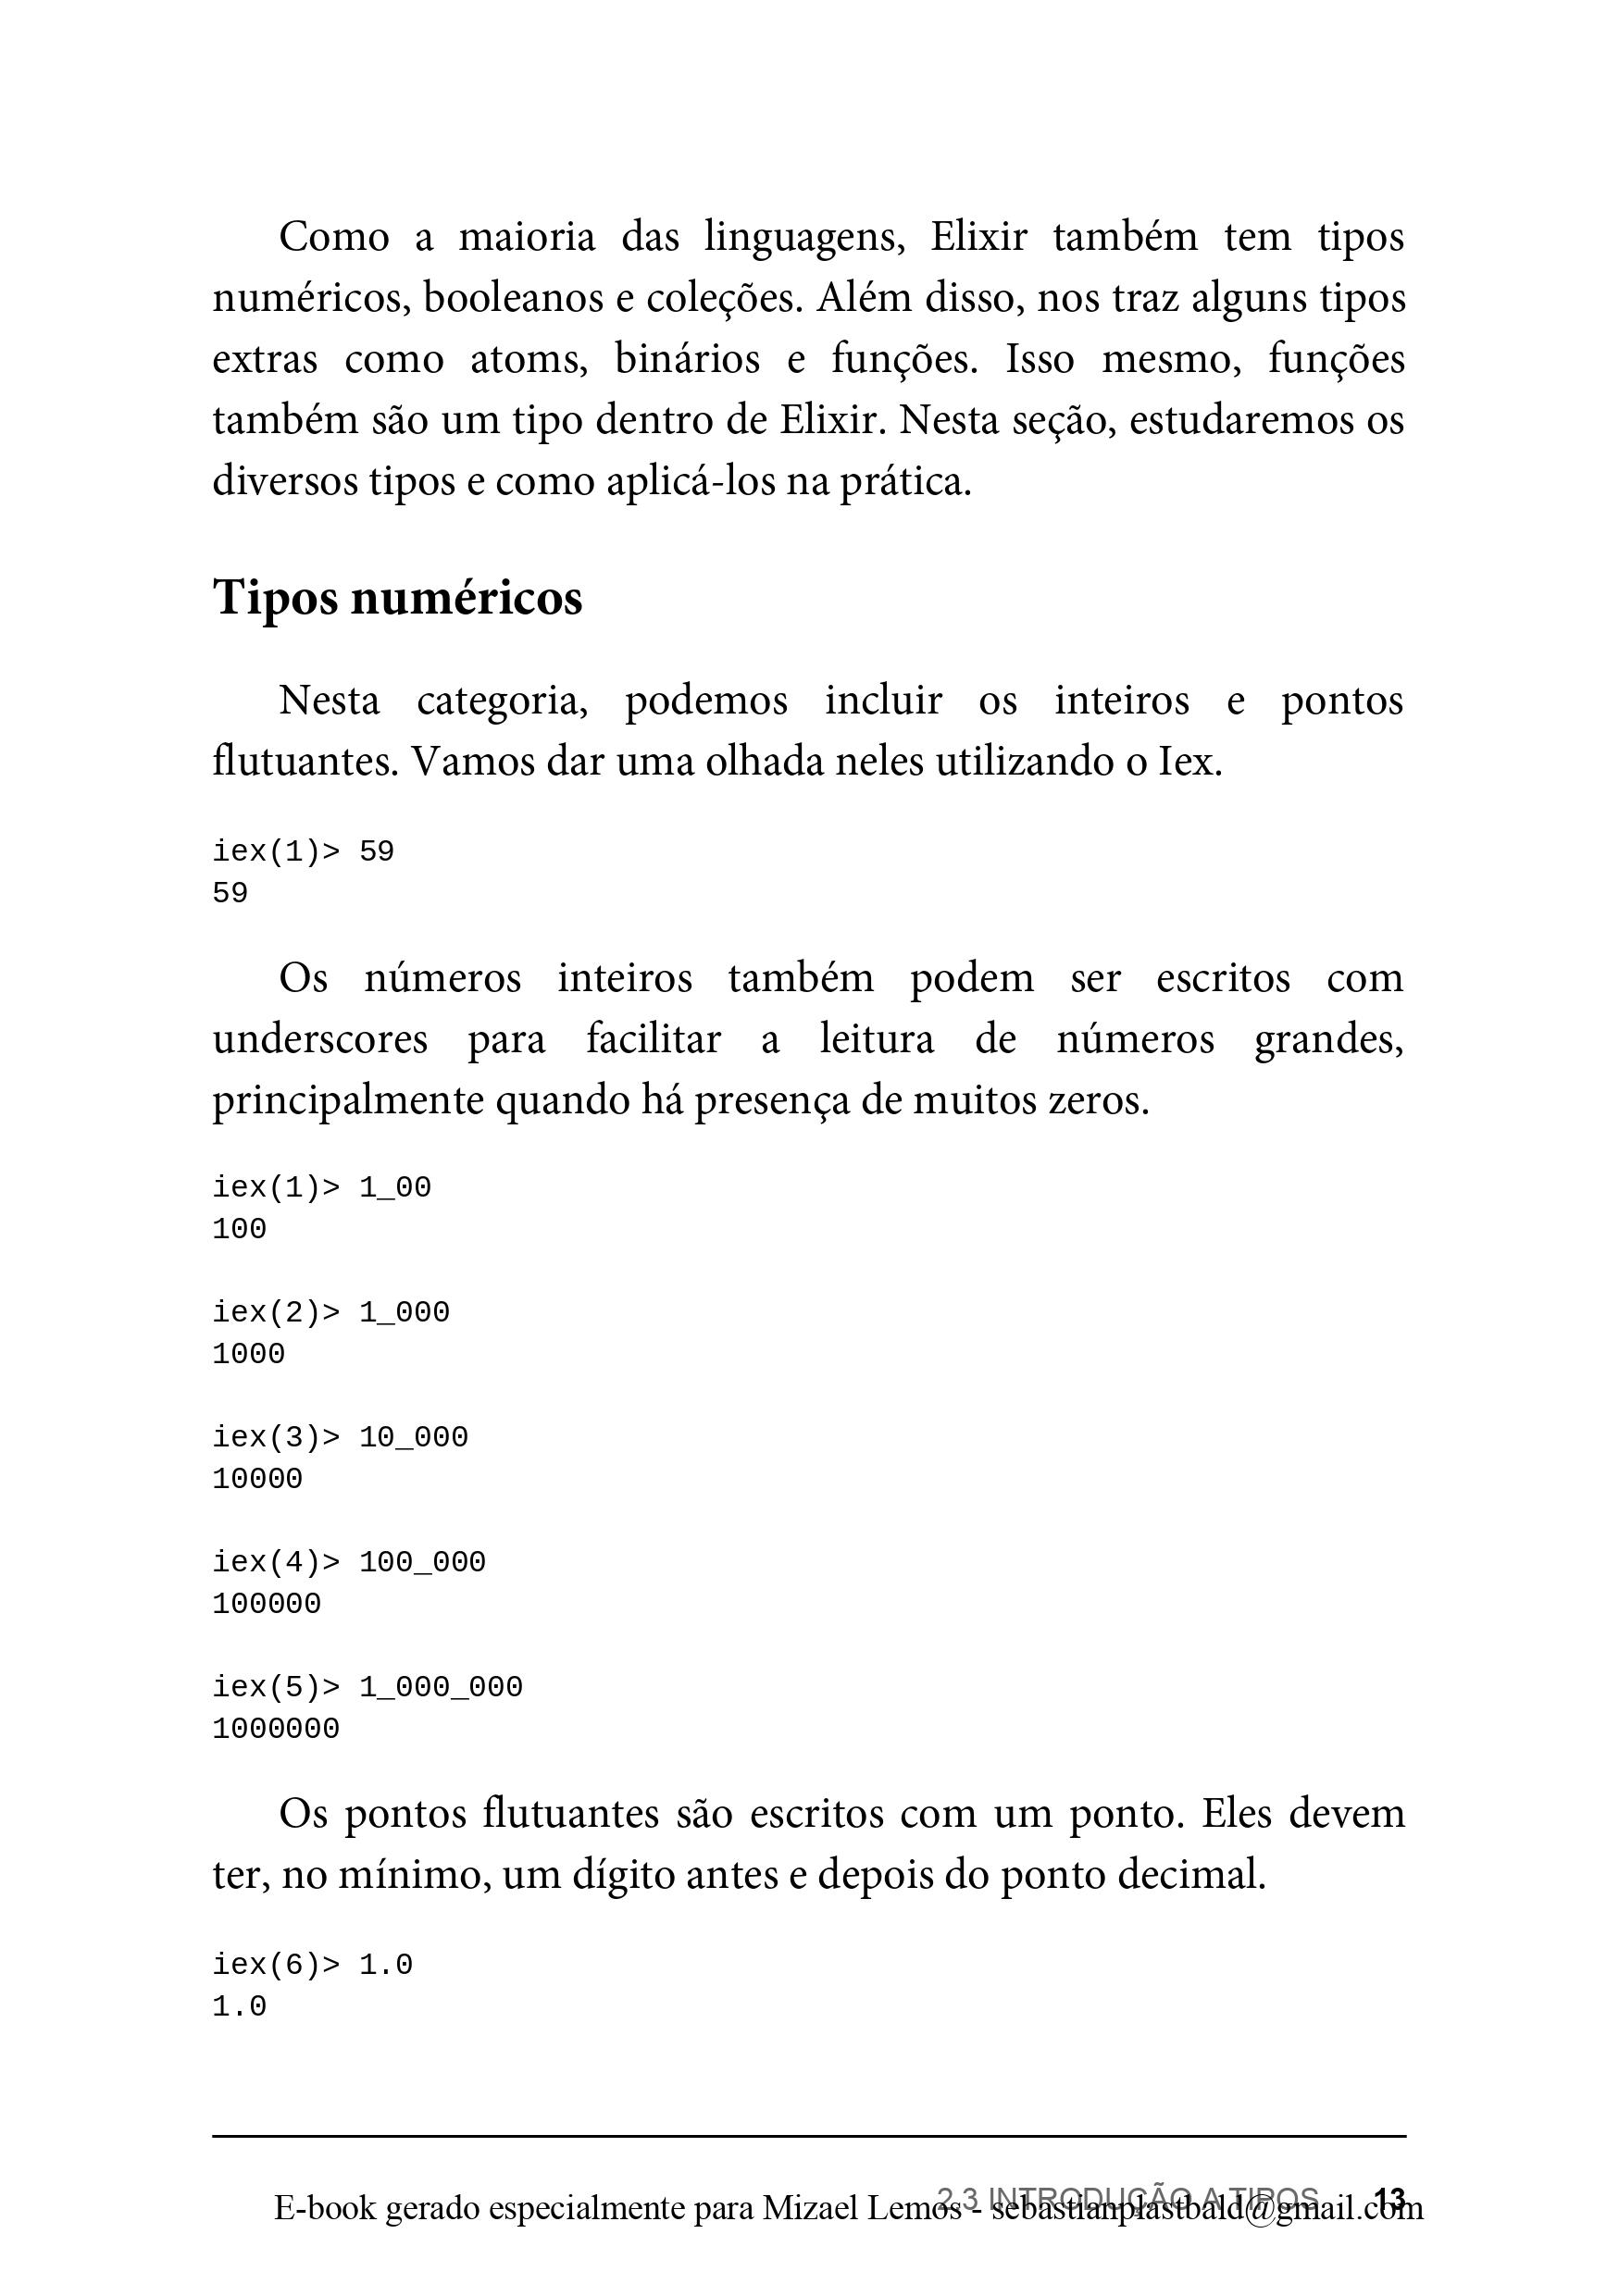 Como a maioria das linguagens, Elixir também tem tipos
numéricos, booleanos e coleções. Além disso, nos traz alguns tipos
extras como atoms, binários e funções. Isso mesmo, funções
também são um tipo dentro de Elixir. Nesta seção, estudaremos os
diversos tipos e como aplicá-los na prática.
Tipos numéricos
Nesta categoria, podemos incluir os inteiros e pontos
flutuantes. Vamos dar uma olhada neles utilizando o Iex.
iex(1)> 59
59
Os números inteiros também podem ser escritos com
underscores para facilitar a leitura de números grandes,
principalmente quando há presença de muitos zeros.
iex(1)> 1_00
100
iex(2)> 1_000
1000
iex(3)> 10_000
10000
iex(4)> 100_000
100000
iex(5)> 1_000_000
1000000
Os pontos flutuantes são escritos com um ponto. Eles devem
ter, no mínimo, um dígito antes e depois do ponto decimal.
iex(6)> 1.0
1.0
2.3 INTRODUÇÃO A TIPOS 13
E-book gerado especialmente para Mizael Lemos - sebastianplastbald@gmail.com